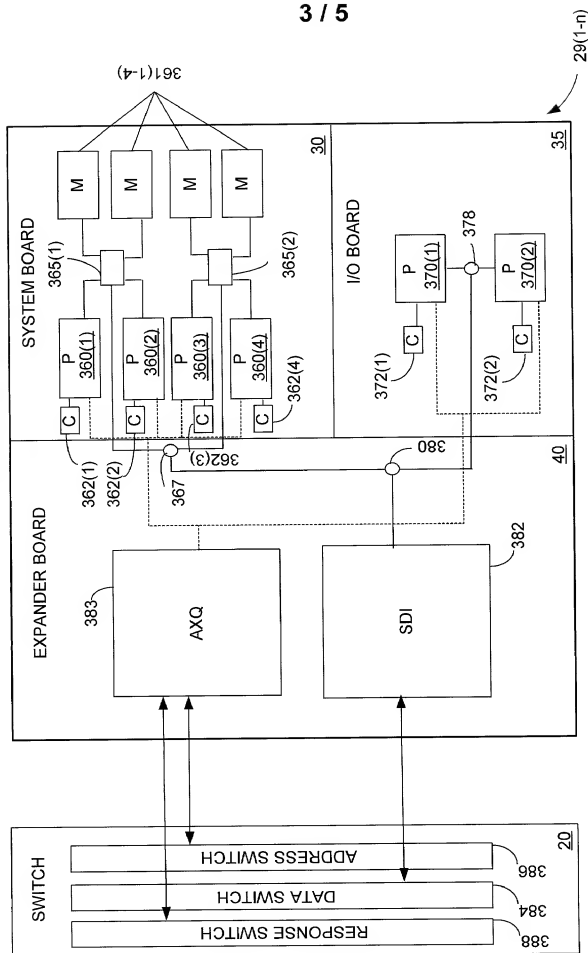 3 / 5
29(1-n)
361(1-4)
SYSTEM BOARD
30
M
M
M
M
365(1)
365(2)
P
360(1)
P
360(2)
P
360(3)
P
360(4)
C
C
C
C
362(1)
362(2)
362(3)
362(4)
I/O BOARD
35
P
370(1)
P
370(2)
378
C
C
372(1)
372(2)
EXPANDER BOARD
40
367
380
383
AXQ
382
SDI
SWITCH
20
ADDRESS SWITCH
386
DATA SWITCH
384
RESPONSE SWITCH
388